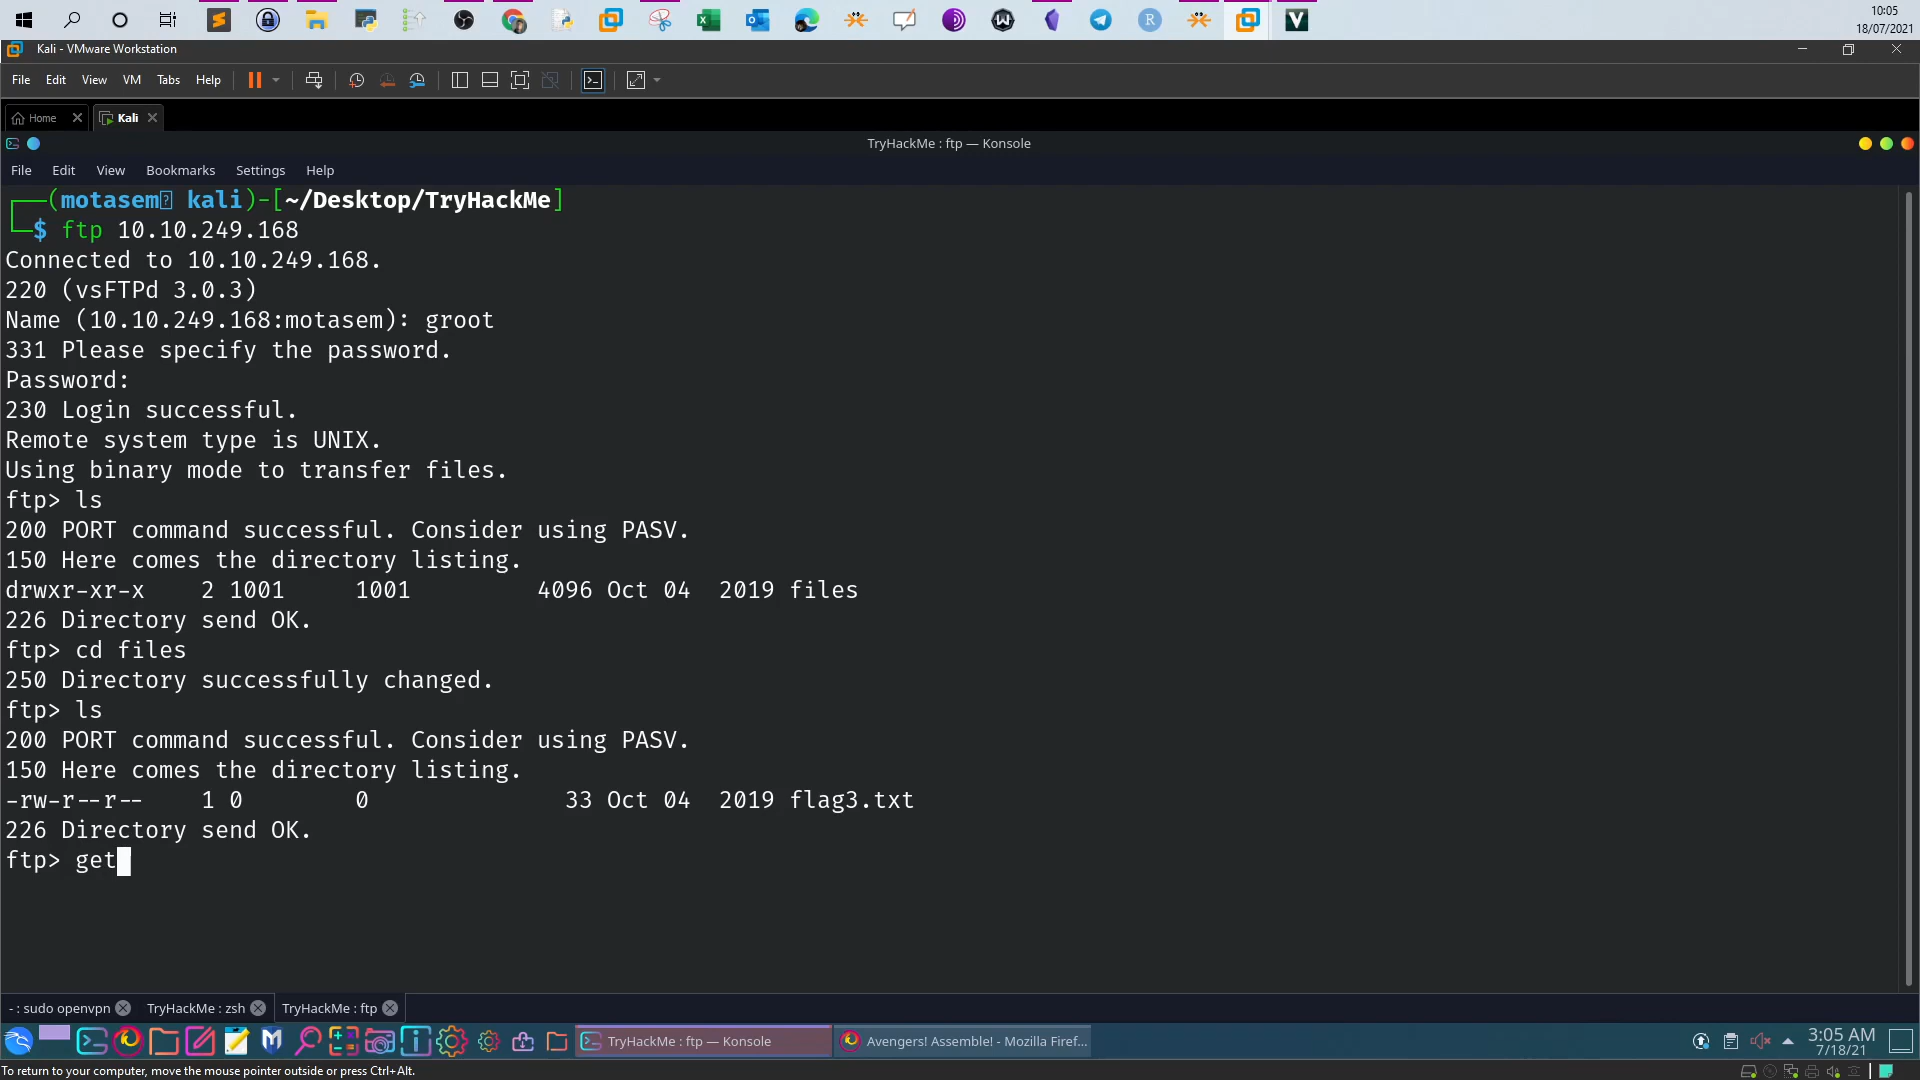 10:05
18/07/2021
Kali - VMware Workstation
File Edit View VM Tabs Help
Home Kali
TryHackMe : ftp — Konsole
File Edit View Bookmarks Settings Help
┌──(motasem kali)-[~/Desktop/TryHackMe]
└─$ ftp 10.10.249.168
Connected to 10.10.249.168.
220 (vsFTPd 3.0.3)
Name (10.10.249.168:motasem): groot
331 Please specify the password.
Password:
230 Login successful.
Remote system type is UNIX.
Using binary mode to transfer files.
ftp> ls
200 PORT command successful. Consider using PASV.
150 Here comes the directory listing.
drwxr-xr-x    2 1001     1001         4096 Oct 04  2019 files
226 Directory send OK.
ftp> cd files
250 Directory successfully changed.
ftp> ls
200 PORT command successful. Consider using PASV.
150 Here comes the directory listing.
-rw-r--r--    1 0        0              33 Oct 04  2019 flag3.txt
226 Directory send OK.
ftp> get
- : sudo openvpn TryHackMe : zsh TryHackMe : ftp
TryHackMe : ftp — Konsole Avengers! Assemble! - Mozilla Firef...
3:05 AM
7/18/21
To return to your computer, move the mouse pointer outside or press Ctrl+Alt.